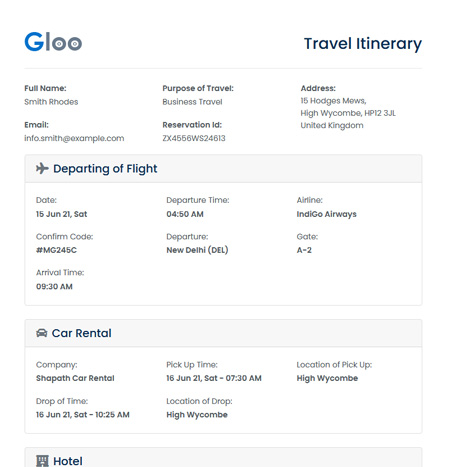 Gloo
Travel Itinerary
Full Name:
Smith Rhodes
Purpose of Travel:
Business Travel
Address:
15 Hodges Mews,
High Wycombe, HP12 3JL
United Kingdom
Email:
info.smith@example.com
Reservation Id:
ZX4556WS24613
Departing of Flight
Date:
15 Jun 21, Sat
Departure Time:
04:50 AM
Airline:
IndiGo Airways
Confirm Code:
#MG245C
Departure:
New Delhi (DEL)
Gate:
A-2
Arrival Time:
09:30 AM
Car Rental
Company:
Shapath Car Rental
Pick Up Time:
16 Jun 21, Sat - 07:30 AM
Location of Pick Up:
High Wycombe
Drop of Time:
16 Jun 21, Sat - 10:25 AM
Location of Drop:
High Wycombe
Hotel